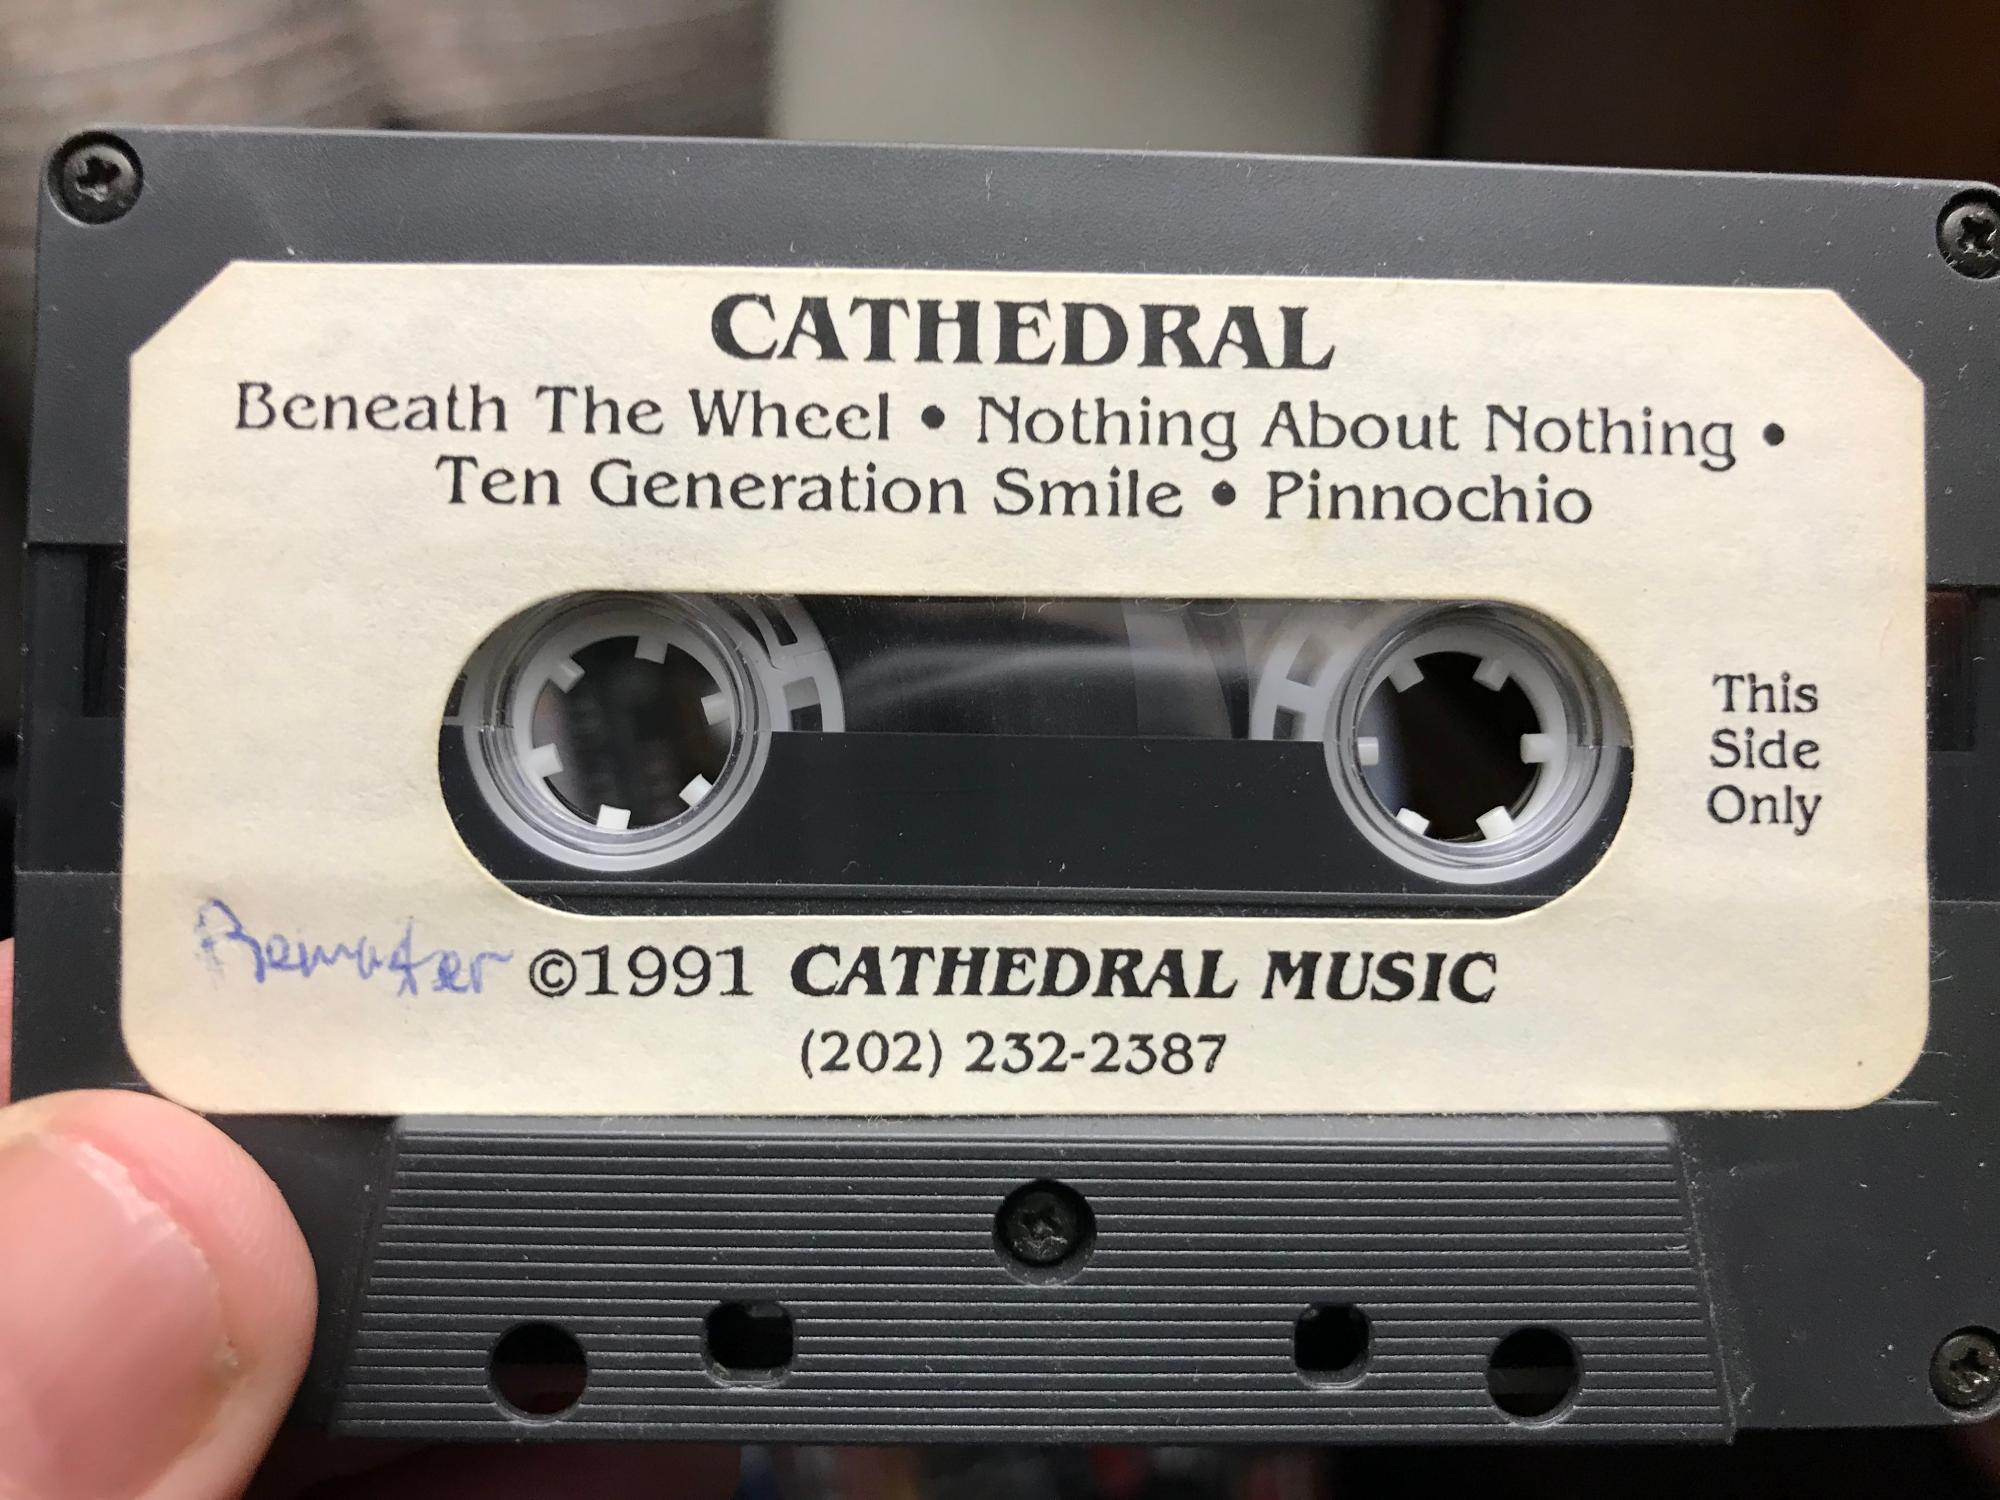 CATHEDRAL
Beneath The Wheel • Nothing About Nothing •
Ten Generation Smile • Pinnochio
This
Side
Only
Remaster
©1991 CATHEDRAL MUSIC
(202) 232-2387